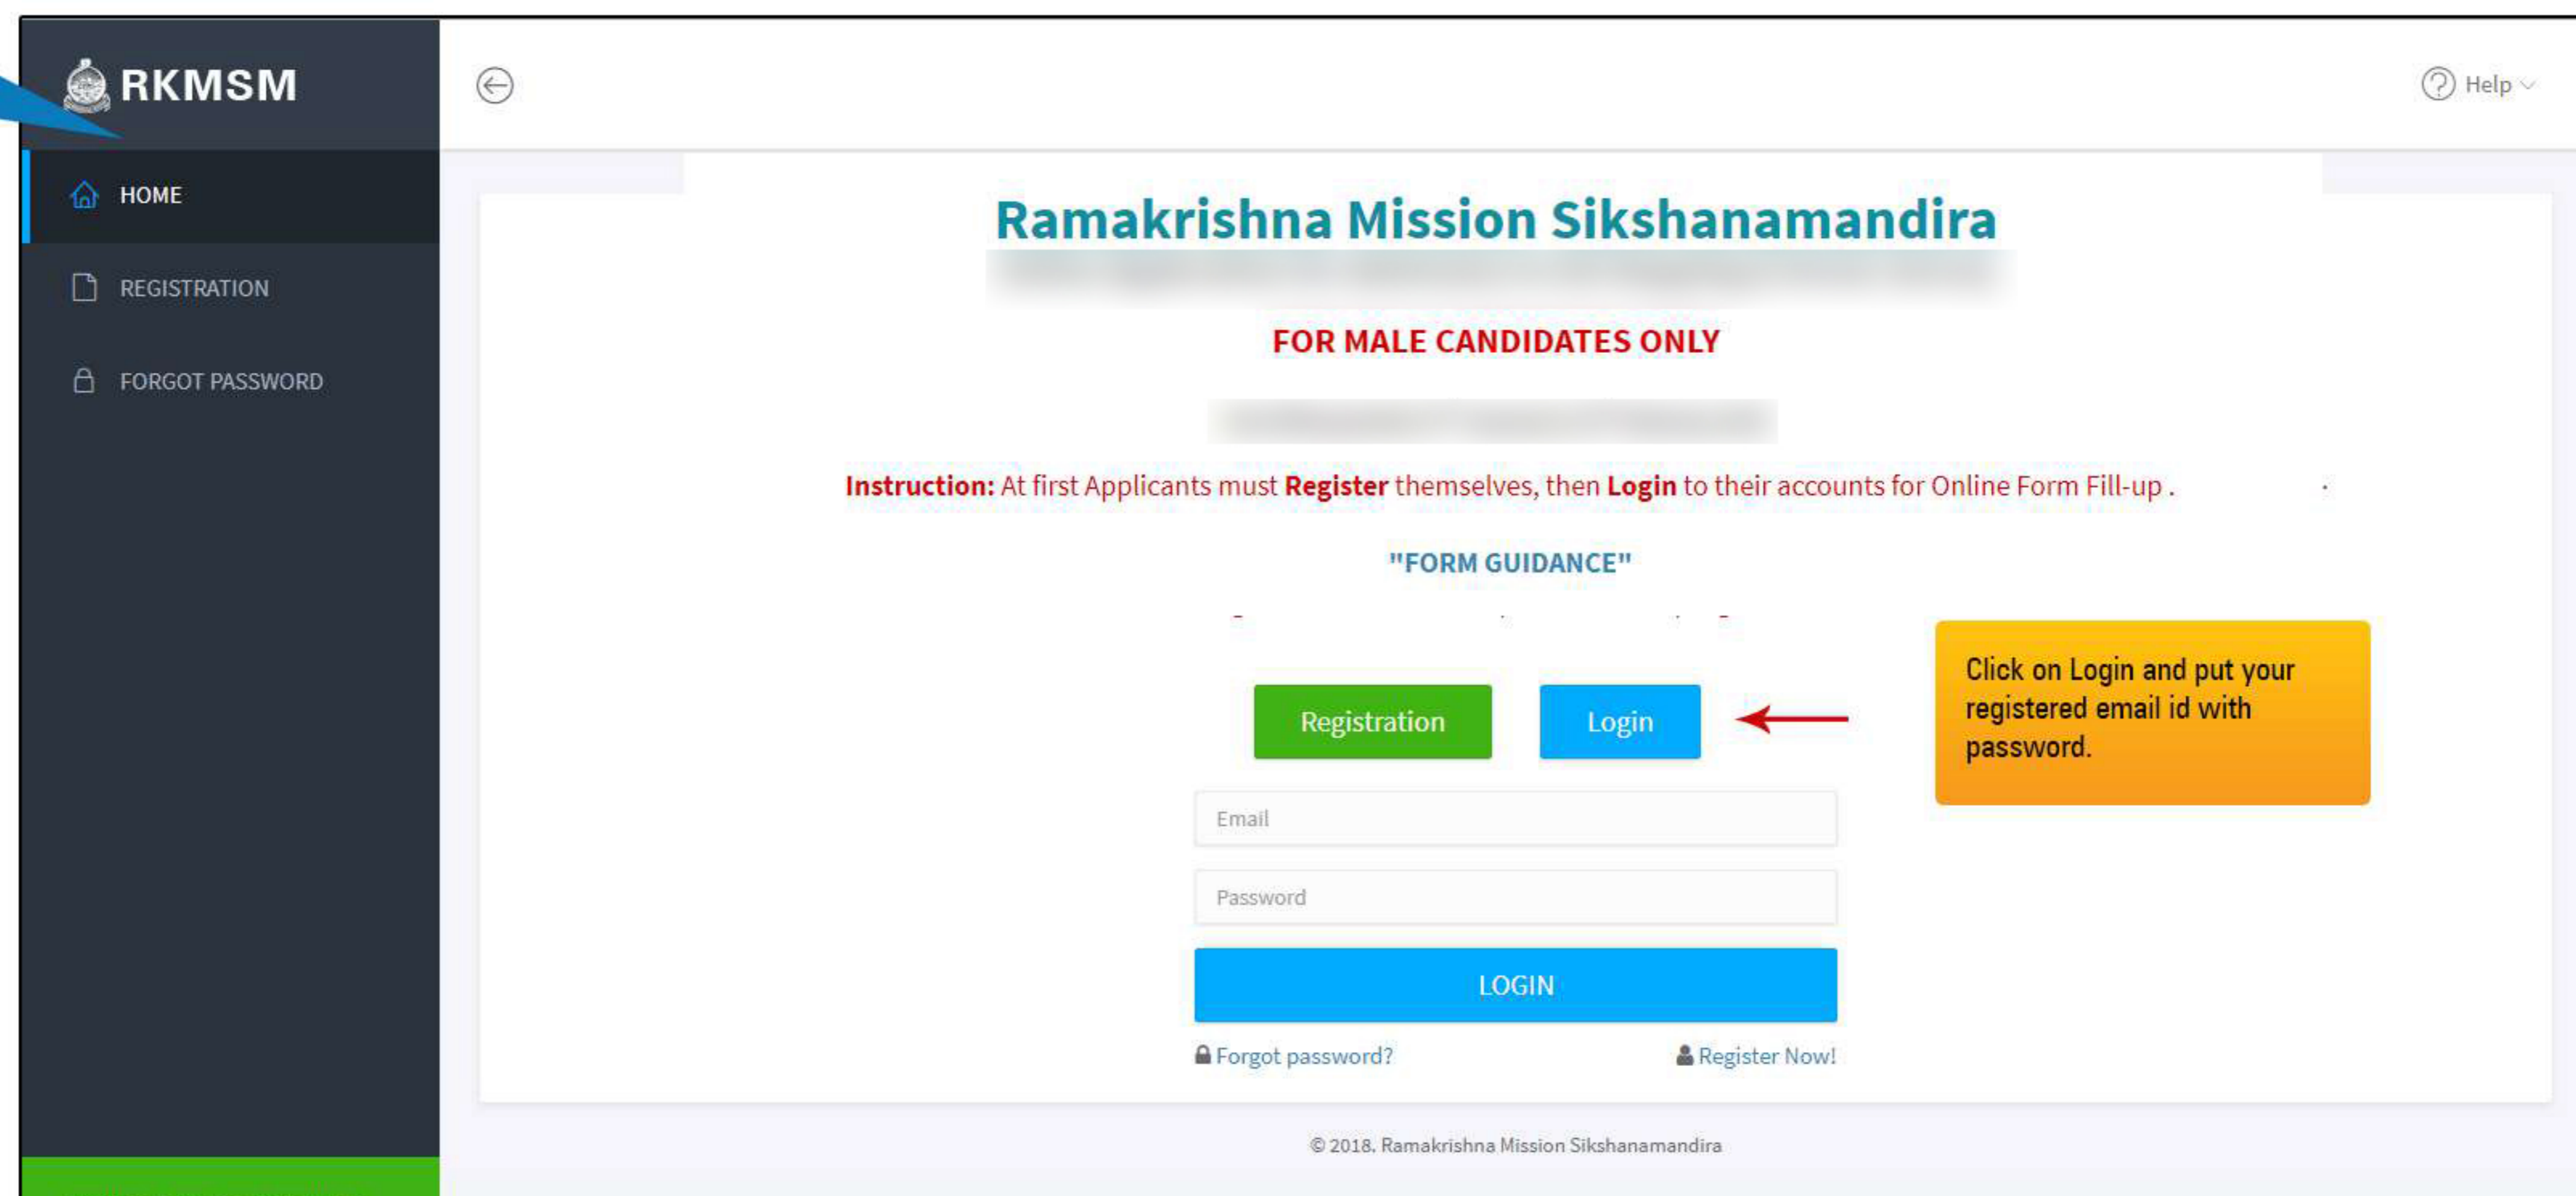 RKMSM
Help
HOME
REGISTRATION
FORGOT PASSWORD
Ramakrishna Mission Sikshanamandira
FOR MALE CANDIDATES ONLY
Instruction: At first Applicants must Register themselves, then Login to their accounts for Online Form Fill-up .
"FORM GUIDANCE"
Registration
Login
Click on Login and put your
registered email id with
password.
Email
Password
LOGIN
Forgot password?
Register Now!
© 2018. Ramakrishna Mission Sikshanamandira